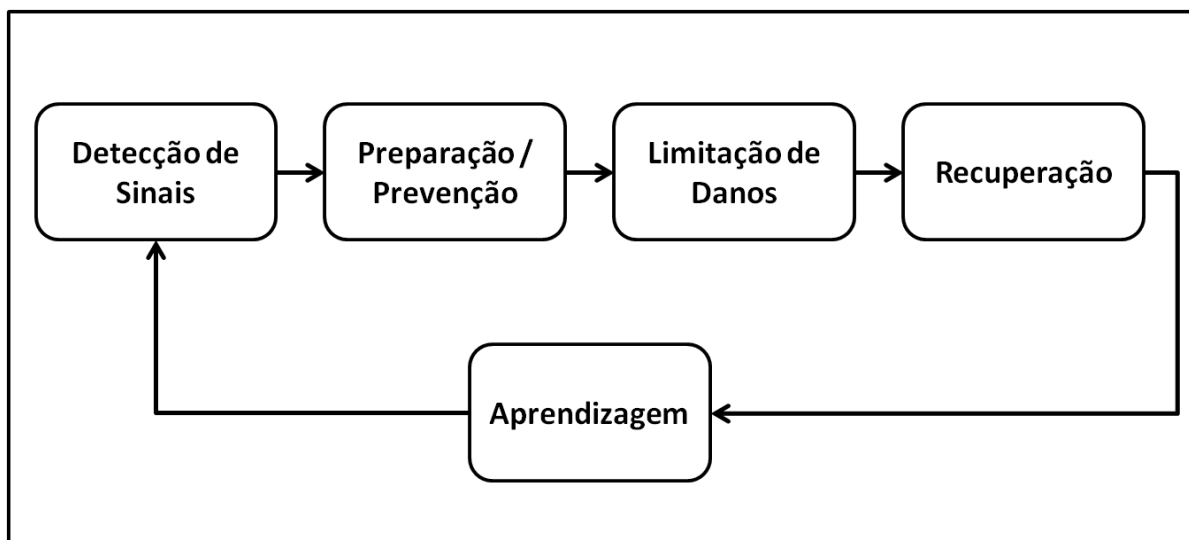 Detecção de
Sinais
Preparação /
Prevenção
Limitação de
Danos
Recuperação
Aprendizagem